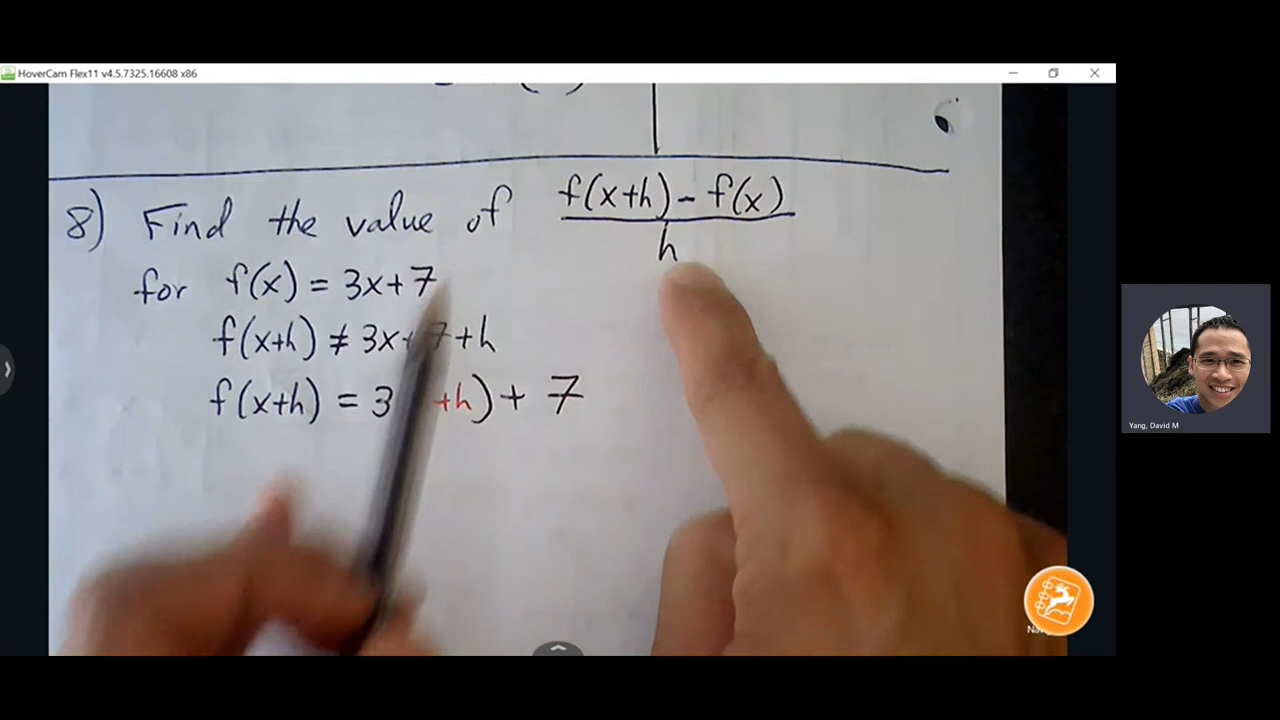 HoverCam Flex11 v4.5.7325.16608 x86
8) Find the value of f(x+h) - f(x)
h
for f(x) = 3x+7
f(x+h) ≠ 3x+7+h
f(x+h) = 3 +h) + 7
Yang, David M